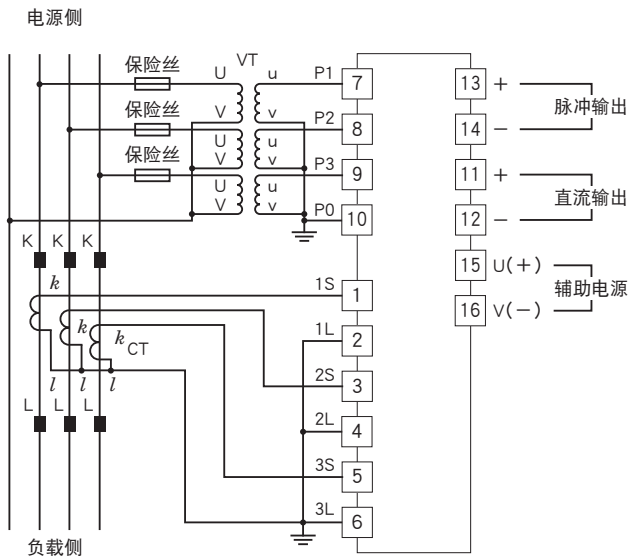 电源侧
VT
保险丝 U u P1 7 13 +
脉冲输出
V v
保险丝 P2 8 14 −
U u
V v
保险丝 P3 9 11 +
直流输出
U u
V v P0 10 12 −
K K K
15 U(+)
辅助电源
k 1S 1 16 V(−)
k
k CT
1L 2
l l l 2S 3
L L L
2L 4
3S 5
3L 6
负载侧